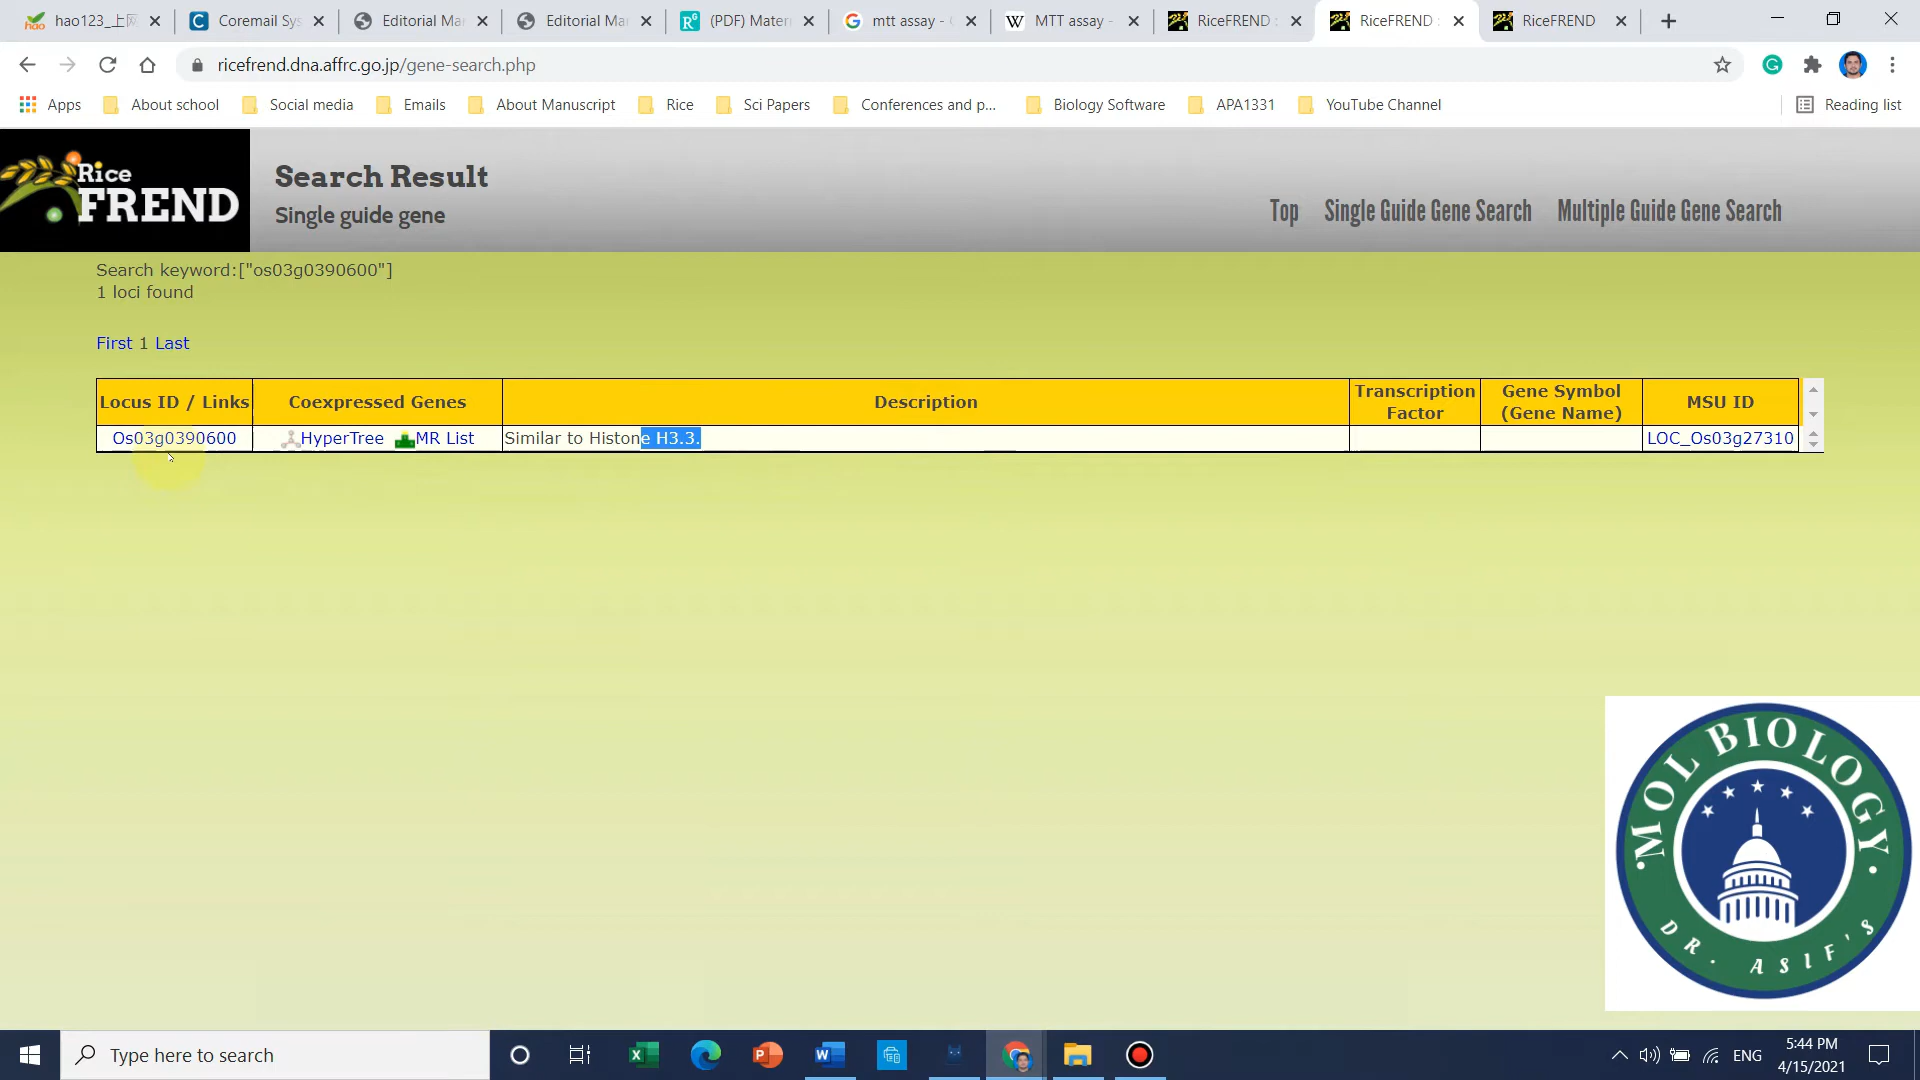 hao123_上网
Coremail Sys
Editorial Ma
Editorial Ma
(PDF) Mater
mtt assay - G
MTT assay -
RiceFREND :
RiceFREND :
RiceFREND
ricefrend.dna.affrc.go.jp/gene-search.php
Apps
About school
Social media
Emails
About Manuscript
Rice
Sci Papers
Conferences and p...
Biology Software
APA1331
YouTube Channel
Reading list
Rice
FREND
Search Result
Single guide gene
Top
Single Guide Gene Search
Multiple Guide Gene Search
Search keyword:["os03g0390600"]
1 loci found
First 1 Last
Locus ID / Links
Coexpressed Genes
Description
Transcription
Factor
Gene Symbol
(Gene Name)
MSU ID
Os03g0390600
HyperTree
MR List
Similar to Histone H3.3.
LOC_Os03g27310
MOL BIOLOGY
DR. ASIF'S
Type here to search
ENG
5:44 PM
4/15/2021